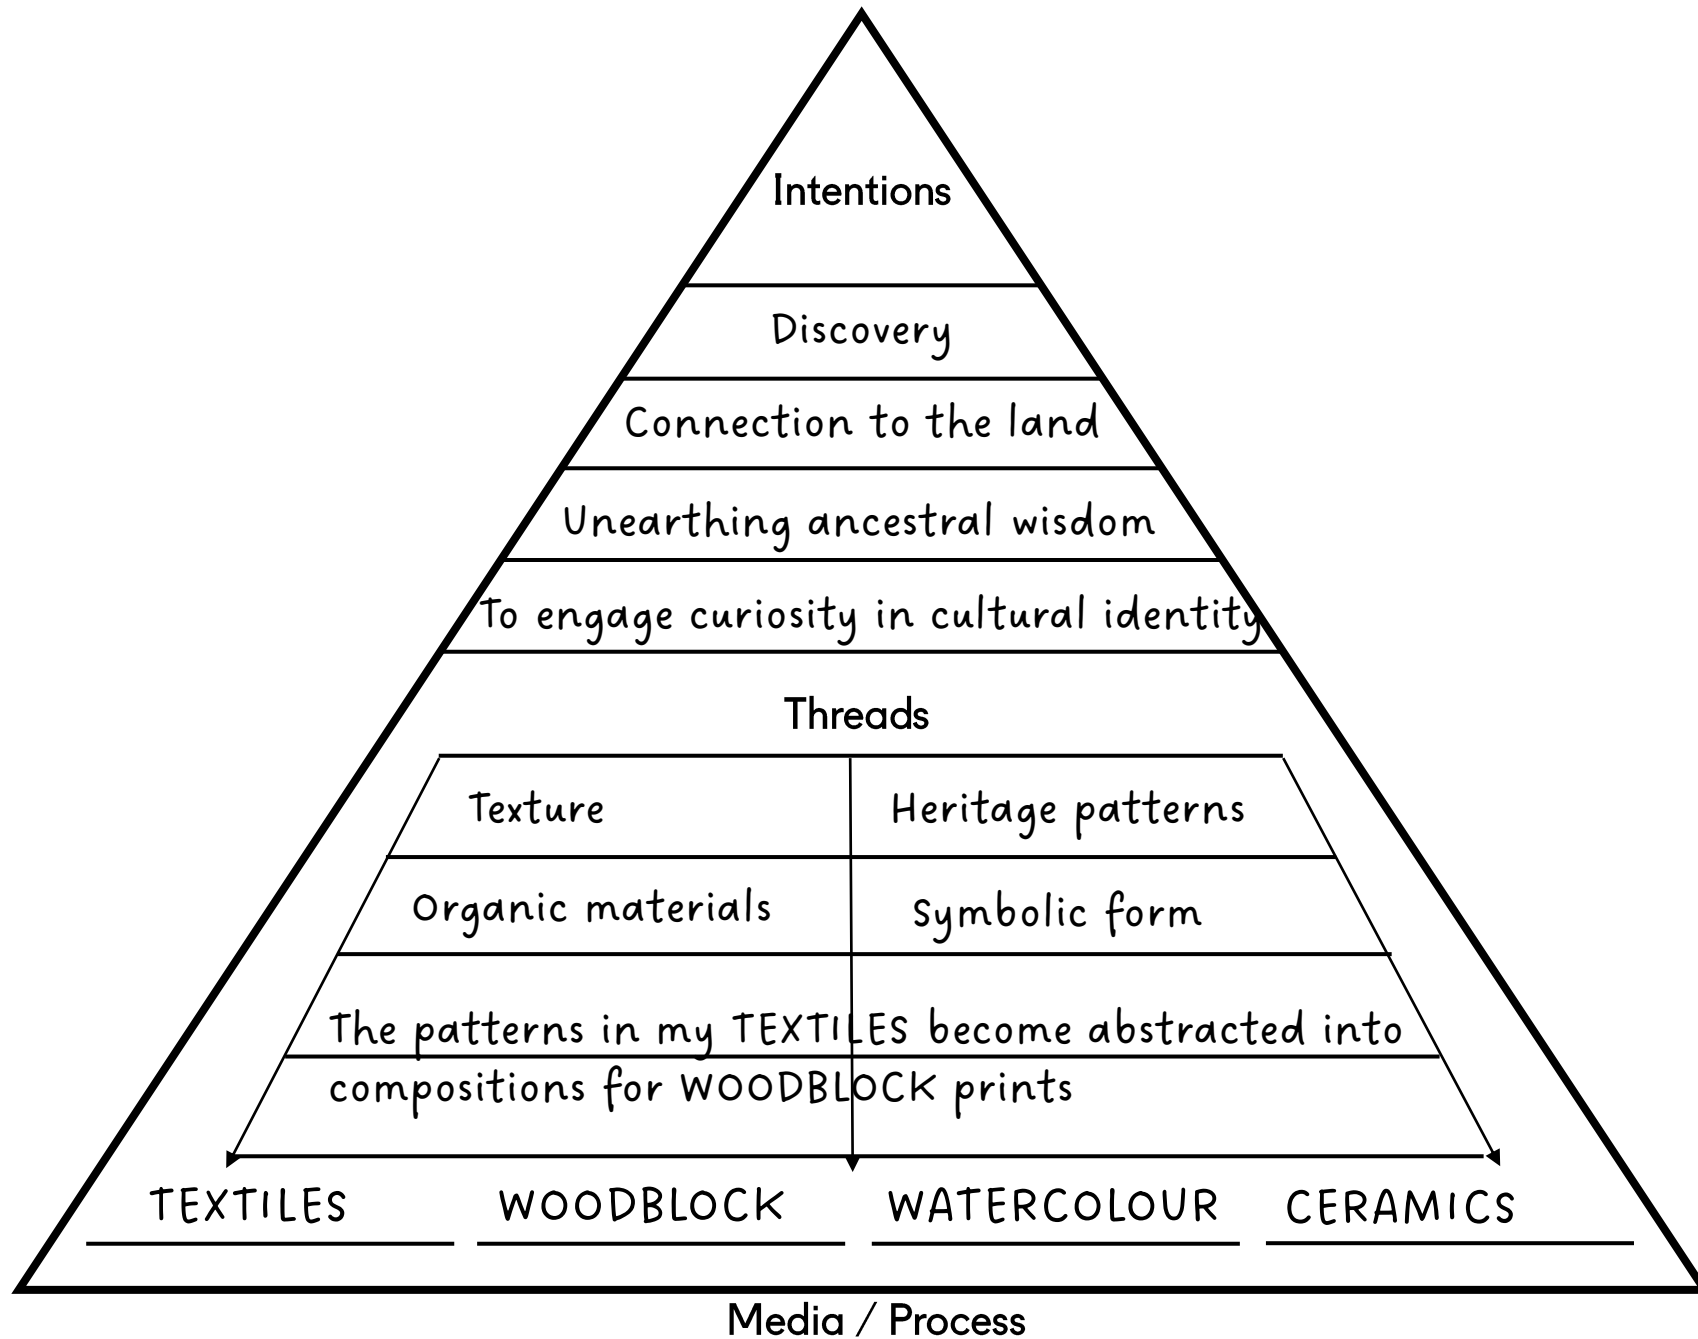 Intentions
Discovery
Connection to the land
Unearthing ancestral wisdom
To engage curiosity in cultural identity
Threads
Texture
Heritage patterns
Organic materials
Symbolic form
The patterns in my TEXTILES become abstracted into
compositions for WOODBLOCK prints
TEXTILES
WOODBLOCK
WATERCOLOUR
CERAMICS
Media / Process